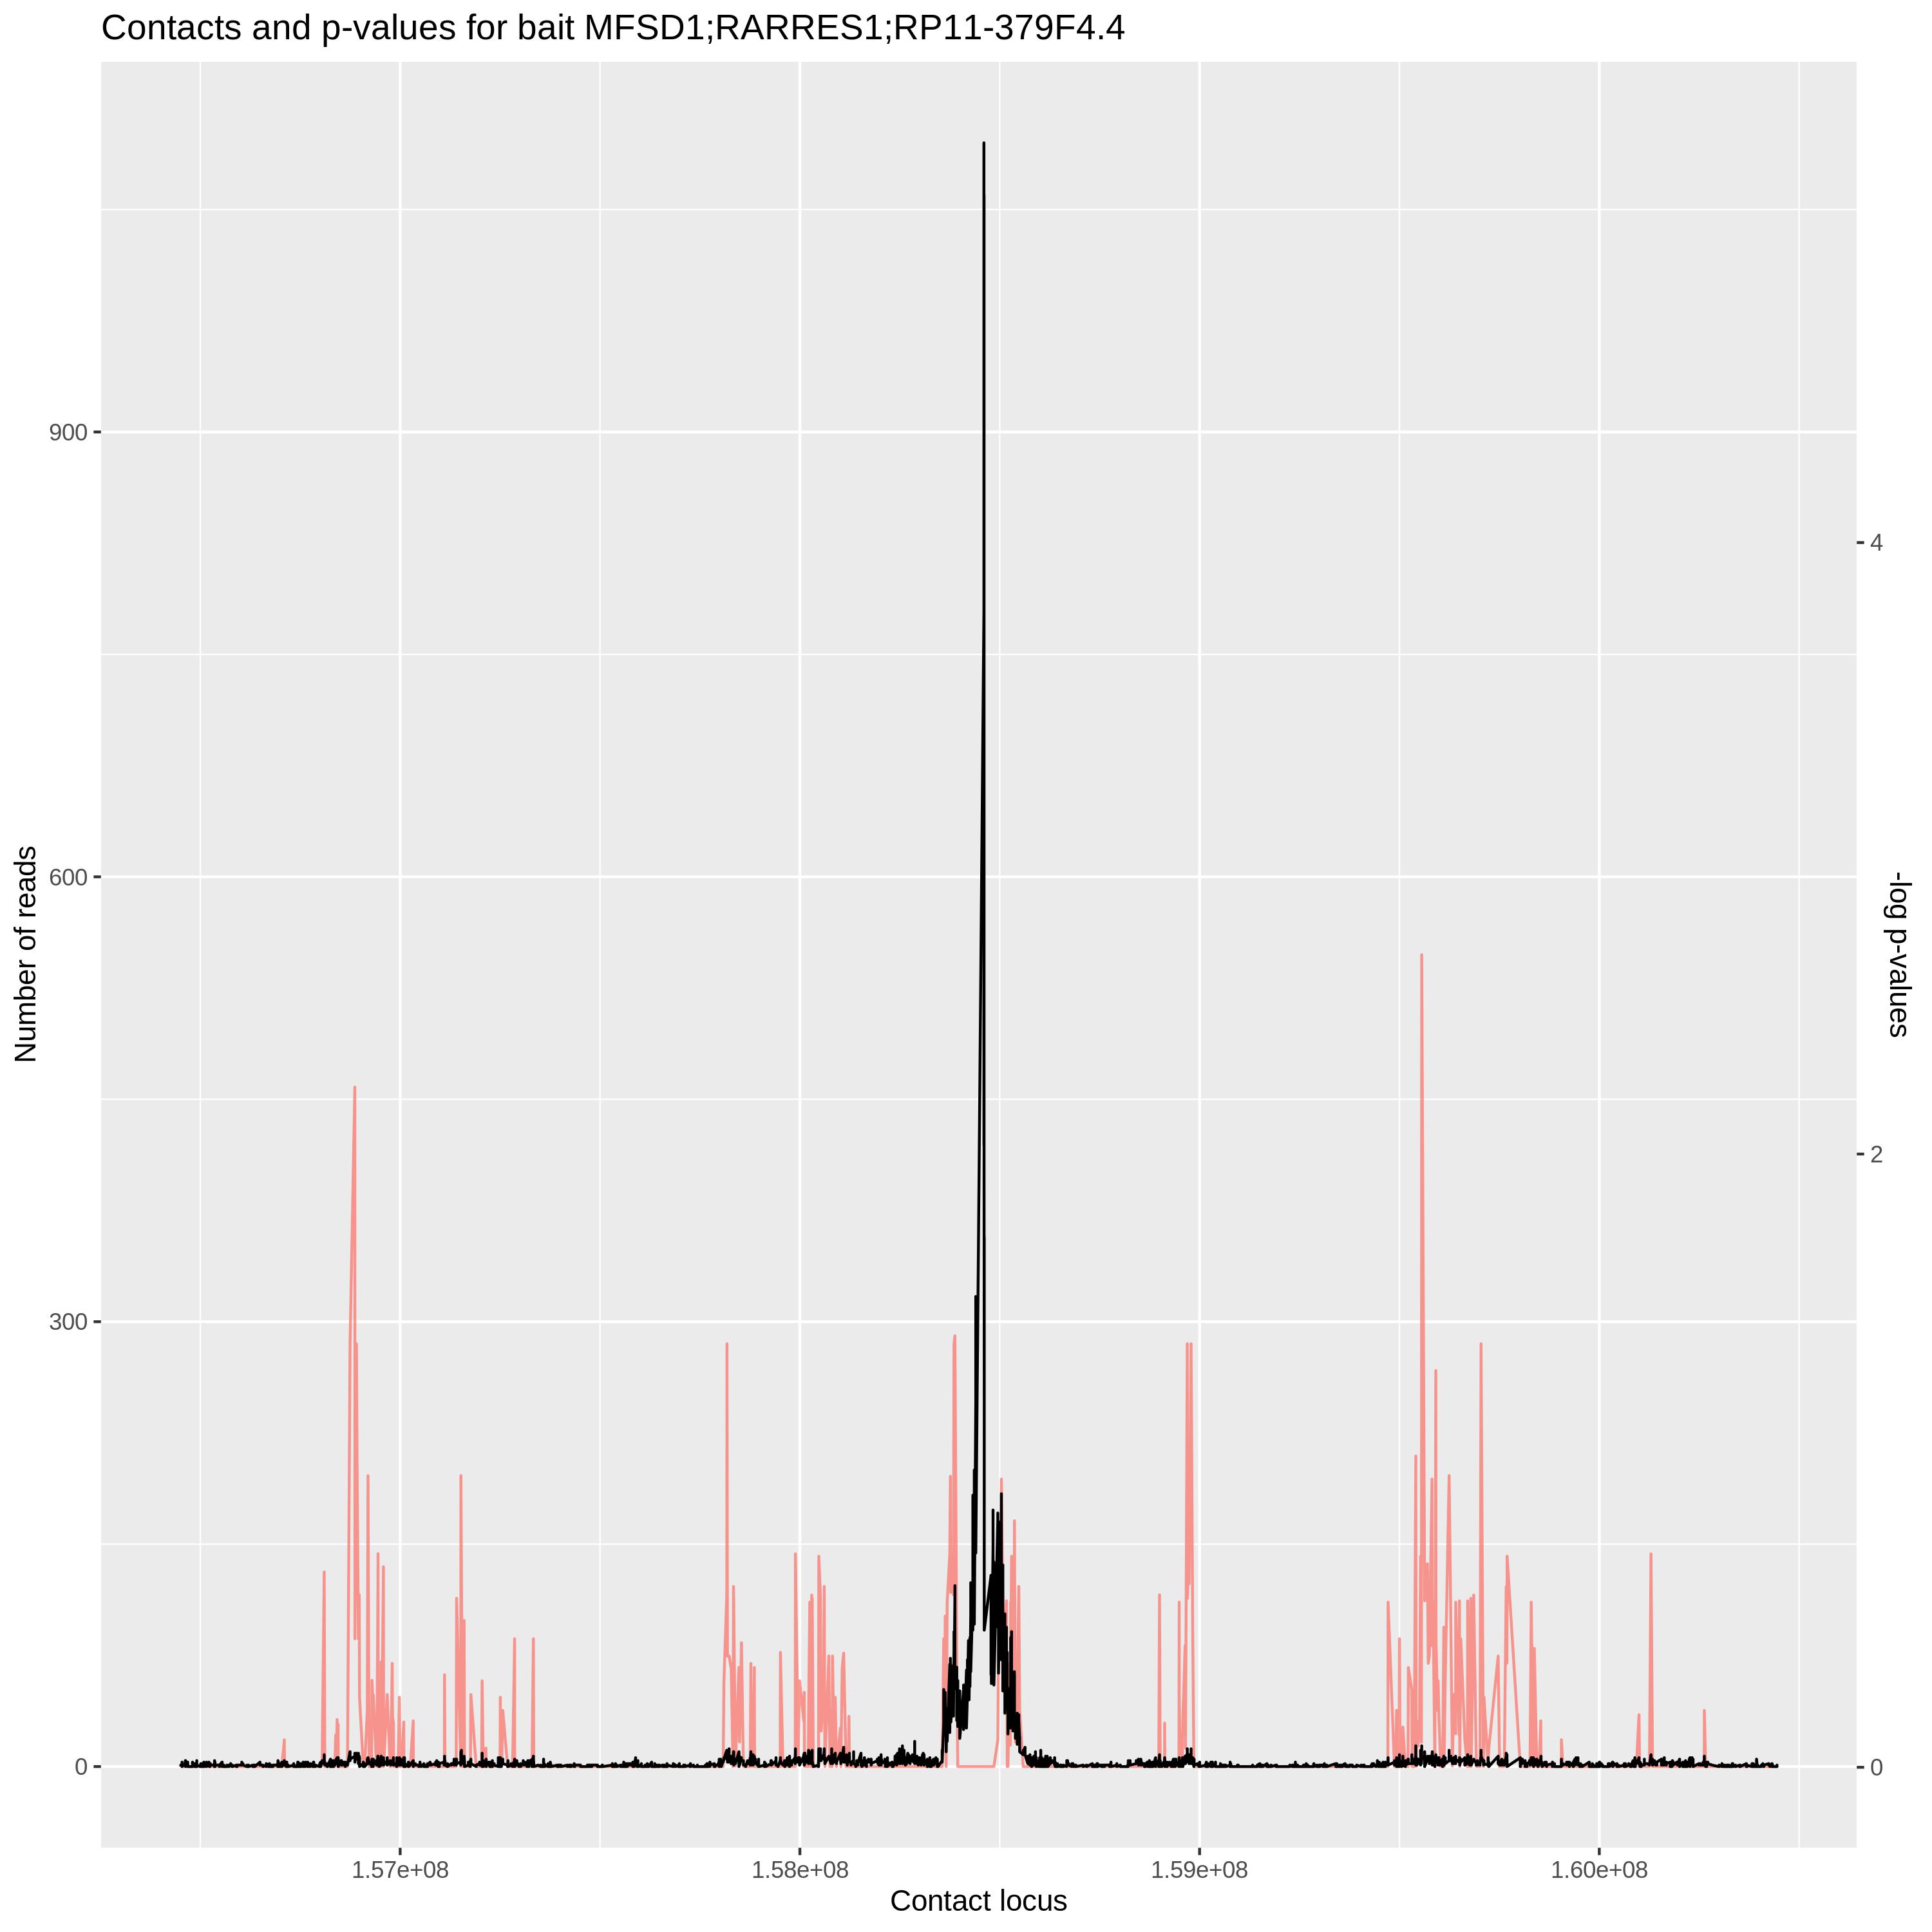 Contacts and p-values for bait MFSD1;RARRES1;RP11-379F4.4
900
600
300
0
Number of reads
4
2
0
-log p-values
1.57e+08
1.58e+08
1.59e+08
1.60e+08
Contact locus